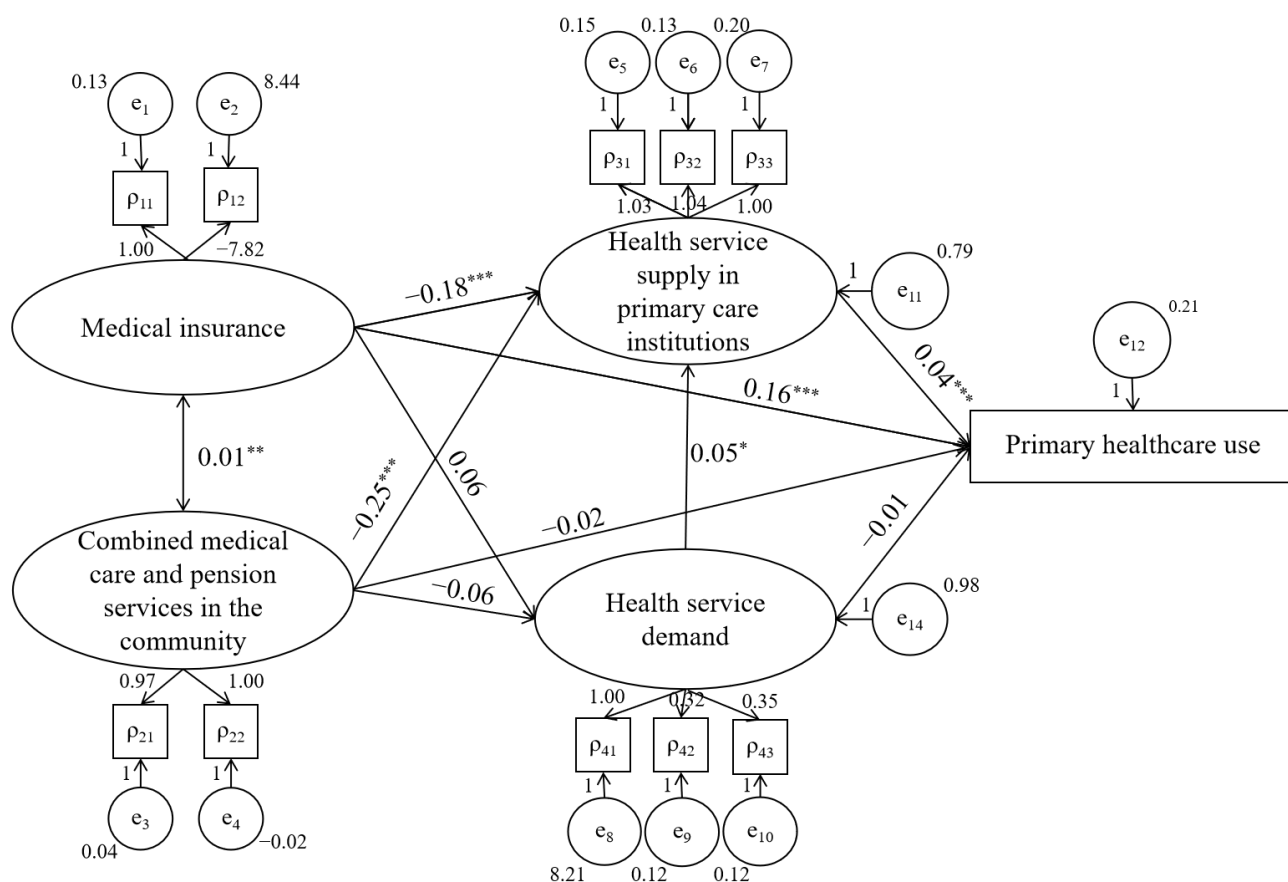 0.15
0.13
0.20
e5
e6
e7
0.13
8.44
e1
e2
1
1
1
1
1
ρ31
ρ32
ρ33
ρ11
ρ12
1.03
1.04
1.00
1.00
−7.82
Health service
supply in
primary care
institutions
0.79
1
e11
Medical insurance
−0.18***
0.21
e12
1
0.04***
0.16***
Primary healthcare use
0.01**
0.06
0.05*
−0.25***
−0.02
−0.01
Combined medical
care and pension
services in the
community
−0.06
Health service
demand
0.98
1
e14
0.97
1.00
1.00
0.32
0.35
ρ21
ρ22
ρ41
ρ42
ρ43
1
1
1
1
1
e3
e4
e8
e9
e10
0.04
−0.02
8.21
0.12
0.12